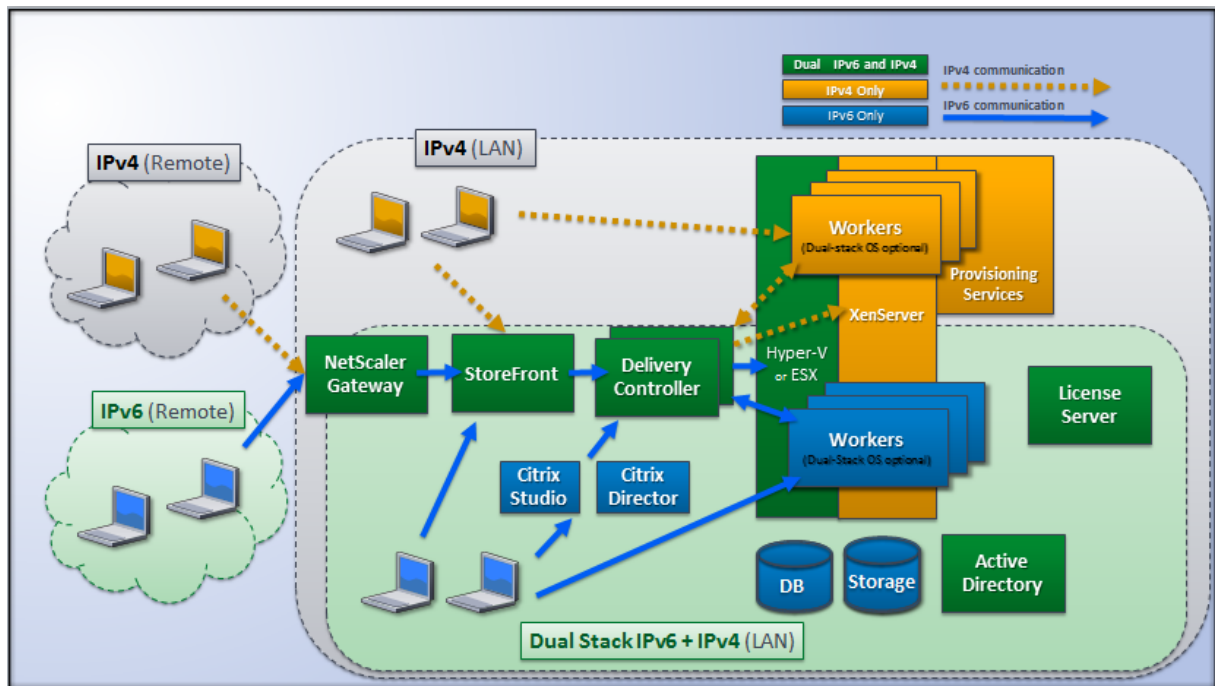 Dual IPv6 and IPv4
IPv4 Only
IPv6 Only
IPv4 communication
IPv6 communication
IPv4 (Remote)
IPv4 (LAN)
Workers
(Dual-stack OS optional)
Provisioning
Services
XenServer
NetScaler
Gateway
StoreFront
Delivery
Controller
Hyper-V
or ESX
License
Server
IPv6 (Remote)
Workers
(Dual-Stack OS optional)
Citrix
Studio
Citrix
Director
DB
Storage
Active
Directory
Dual Stack IPv6 + IPv4 (LAN)